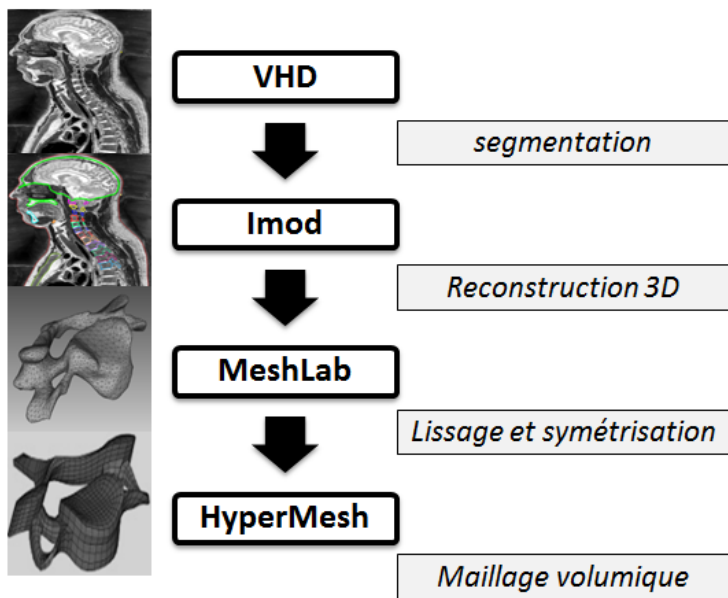 VHD
segmentation
Imod
Reconstruction 3D
MeshLab
Lissage et symétrisation
HyperMesh
Maillage volumique